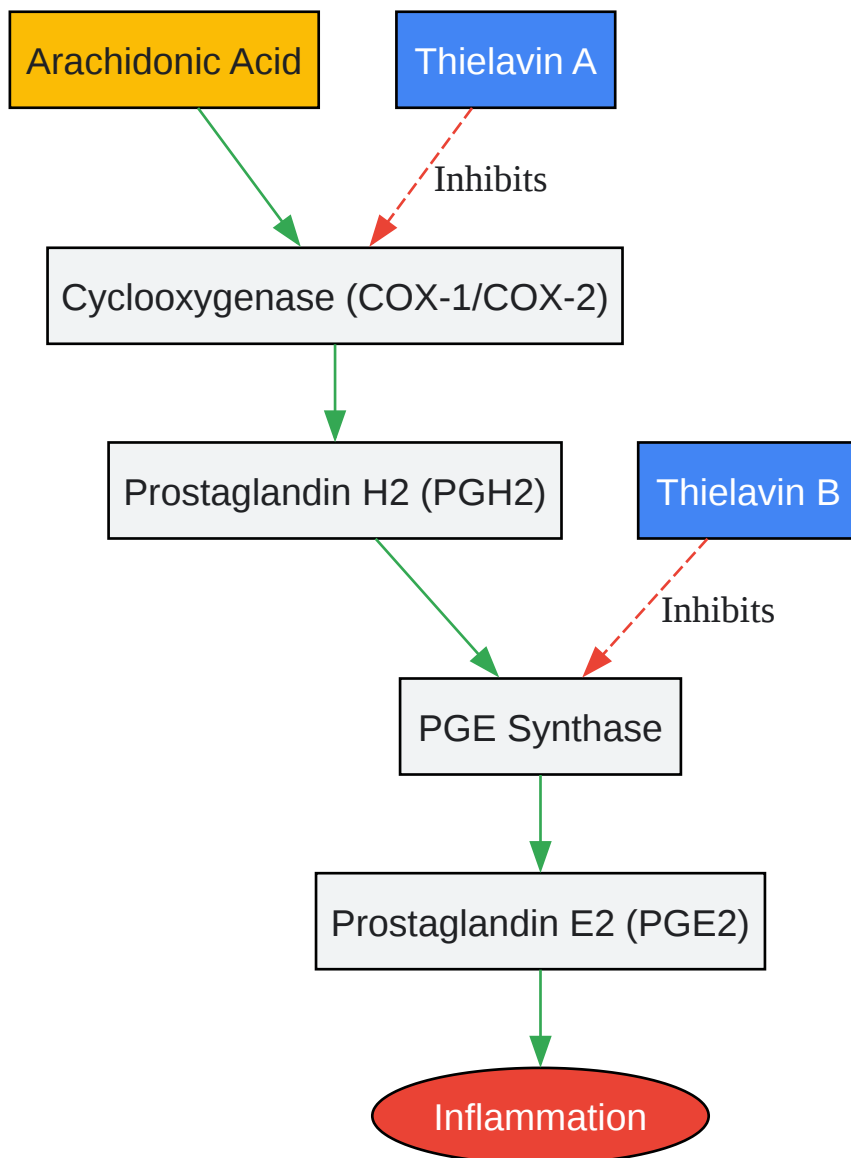 Arachidonic Acid
Thielavin A
Inhibits
Cyclooxygenase (COX-1/COX-2)
Prostaglandin H2 (PGH2)
Thielavin B
Inhibits
PGE Synthase
Prostaglandin E2 (PGE2)
Inflammation